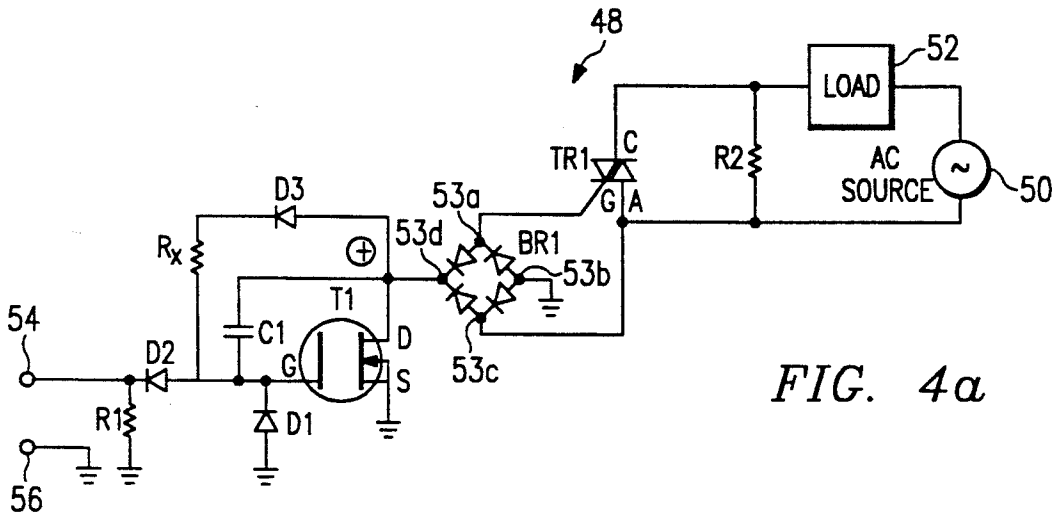 48
52
LOAD
C
TR1
R2
AC
SOURCE
~
50
G
A
D3
53a
53d
BR1
Rx
+
53b
T1
54
C1
D
D2
G
53c
S
R1
D1
56
FIG. 4a